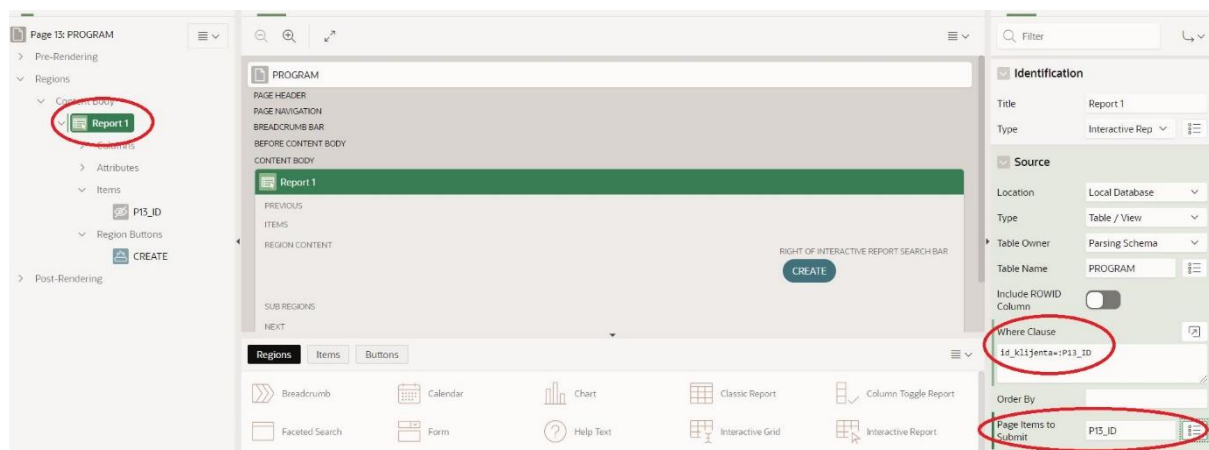 Page 13: PROGRAM
Pre-Rendering
Regions
Content Body
Report 1
Columns
Attributes
Items
P13_ID
Region Buttons
CREATE
Post-Rendering
PROGRAM
PAGE HEADER
PAGE NAVIGATION
BREADCRUMB BAR
BEFORE CONTENT BODY
CONTENT BODY
Report 1
PREVIOUS
ITEMS
REGION CONTENT
RIGHT OF INTERACTIVE REPORT SEARCH BAR
CREATE
SUB REGIONS
NEXT
Regions Items Buttons
Breadcrumb Calendar Chart Classic Report Column Toggle Report
Faceted Search Form Help Text Interactive Grid Interactive Report
Filter
Identification
Title Report 1
Type Interactive Rep
Source
Location Local Database
Type Table / View
Table Owner Parsing Schema
Table Name PROGRAM
Include ROWID
Column
Where Clause
id_klijenta=:P13_ID
Order By
Page Items to
Submit P13_ID